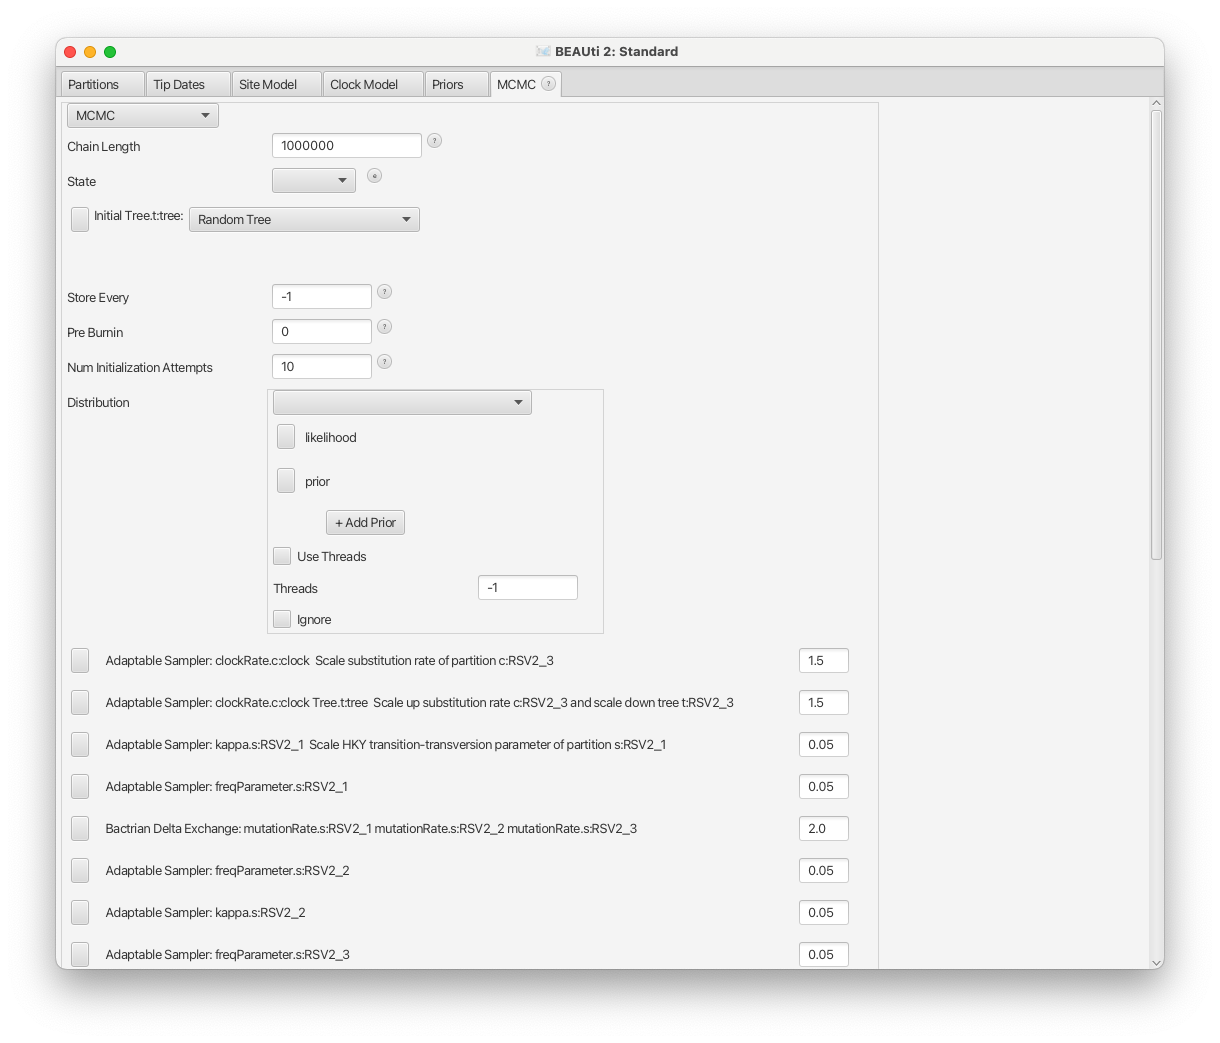 BEAUti 2: Standard
Partitions Tip Dates Site Model Clock Model Priors MCMC ?
MCMC
Chain Length 1000000 ?
State e
Initial Tree.t:tree: Random Tree
Store Every -1 ?
Pre Burnin 0 ?
Num Initialization Attempts 10 ?
Distribution
likelihood
prior
+ Add Prior
Use Threads
Threads -1
Ignore
Adaptable Sampler: clockRate.c:clock Scale substitution rate of partition c:RSV2_3 1.5
Adaptable Sampler: clockRate.c:clock Tree.t:tree Scale up substitution rate c:RSV2_3 and scale down tree t:RSV2_3 1.5
Adaptable Sampler: kappa.s:RSV2_1 Scale HKY transition-transversion parameter of partition s:RSV2_1 0.05
Adaptable Sampler: freqParameter.s:RSV2_1 0.05
Bactrian Delta Exchange: mutationRate.s:RSV2_1 mutationRate.s:RSV2_2 mutationRate.s:RSV2_3 2.0
Adaptable Sampler: freqParameter.s:RSV2_2 0.05
Adaptable Sampler: kappa.s:RSV2_2 0.05
Adaptable Sampler: freqParameter.s:RSV2_3 0.05